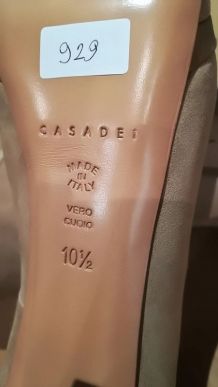 929
CASADEI
MADE
IN
ITALY
VERO
CUOIO
10½